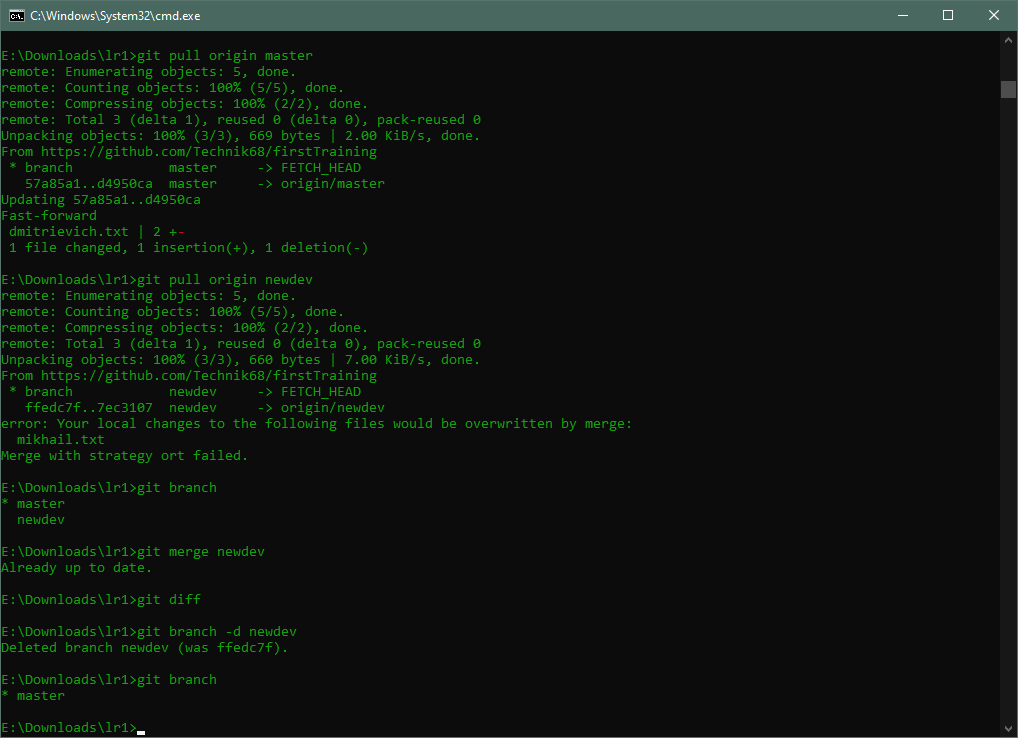 C:\Windows\System32\cmd.exe
E:\Downloads\lr1>git pull origin master
remote: Enumerating objects: 5, done.
remote: Counting objects: 100% (5/5), done.
remote: Compressing objects: 100% (2/2), done.
remote: Total 3 (delta 1), reused 0 (delta 0), pack-reused 0
Unpacking objects: 100% (3/3), 669 bytes | 2.00 KiB/s, done.
From https://github.com/Technik68/firstTraining
 * branch            master     -> FETCH_HEAD
   57a85a1..d4950ca  master     -> origin/master
Updating 57a85a1..d4950ca
Fast-forward
 dmitrievich.txt | 2 +-
 1 file changed, 1 insertion(+), 1 deletion(-)
E:\Downloads\lr1>git pull origin newdev
remote: Enumerating objects: 5, done.
remote: Counting objects: 100% (5/5), done.
remote: Compressing objects: 100% (2/2), done.
remote: Total 3 (delta 1), reused 0 (delta 0), pack-reused 0
Unpacking objects: 100% (3/3), 660 bytes | 7.00 KiB/s, done.
From https://github.com/Technik68/firstTraining
 * branch            newdev     -> FETCH_HEAD
   ffedc7f..7ec3107  newdev     -> origin/newdev
error: Your local changes to the following files would be overwritten by merge:
  mikhail.txt
Merge with strategy ort failed.
E:\Downloads\lr1>git branch
* master
  newdev
E:\Downloads\lr1>git merge newdev
Already up to date.
E:\Downloads\lr1>git diff
E:\Downloads\lr1>git branch -d newdev
Deleted branch newdev (was ffedc7f).
E:\Downloads\lr1>git branch
* master
E:\Downloads\lr1>